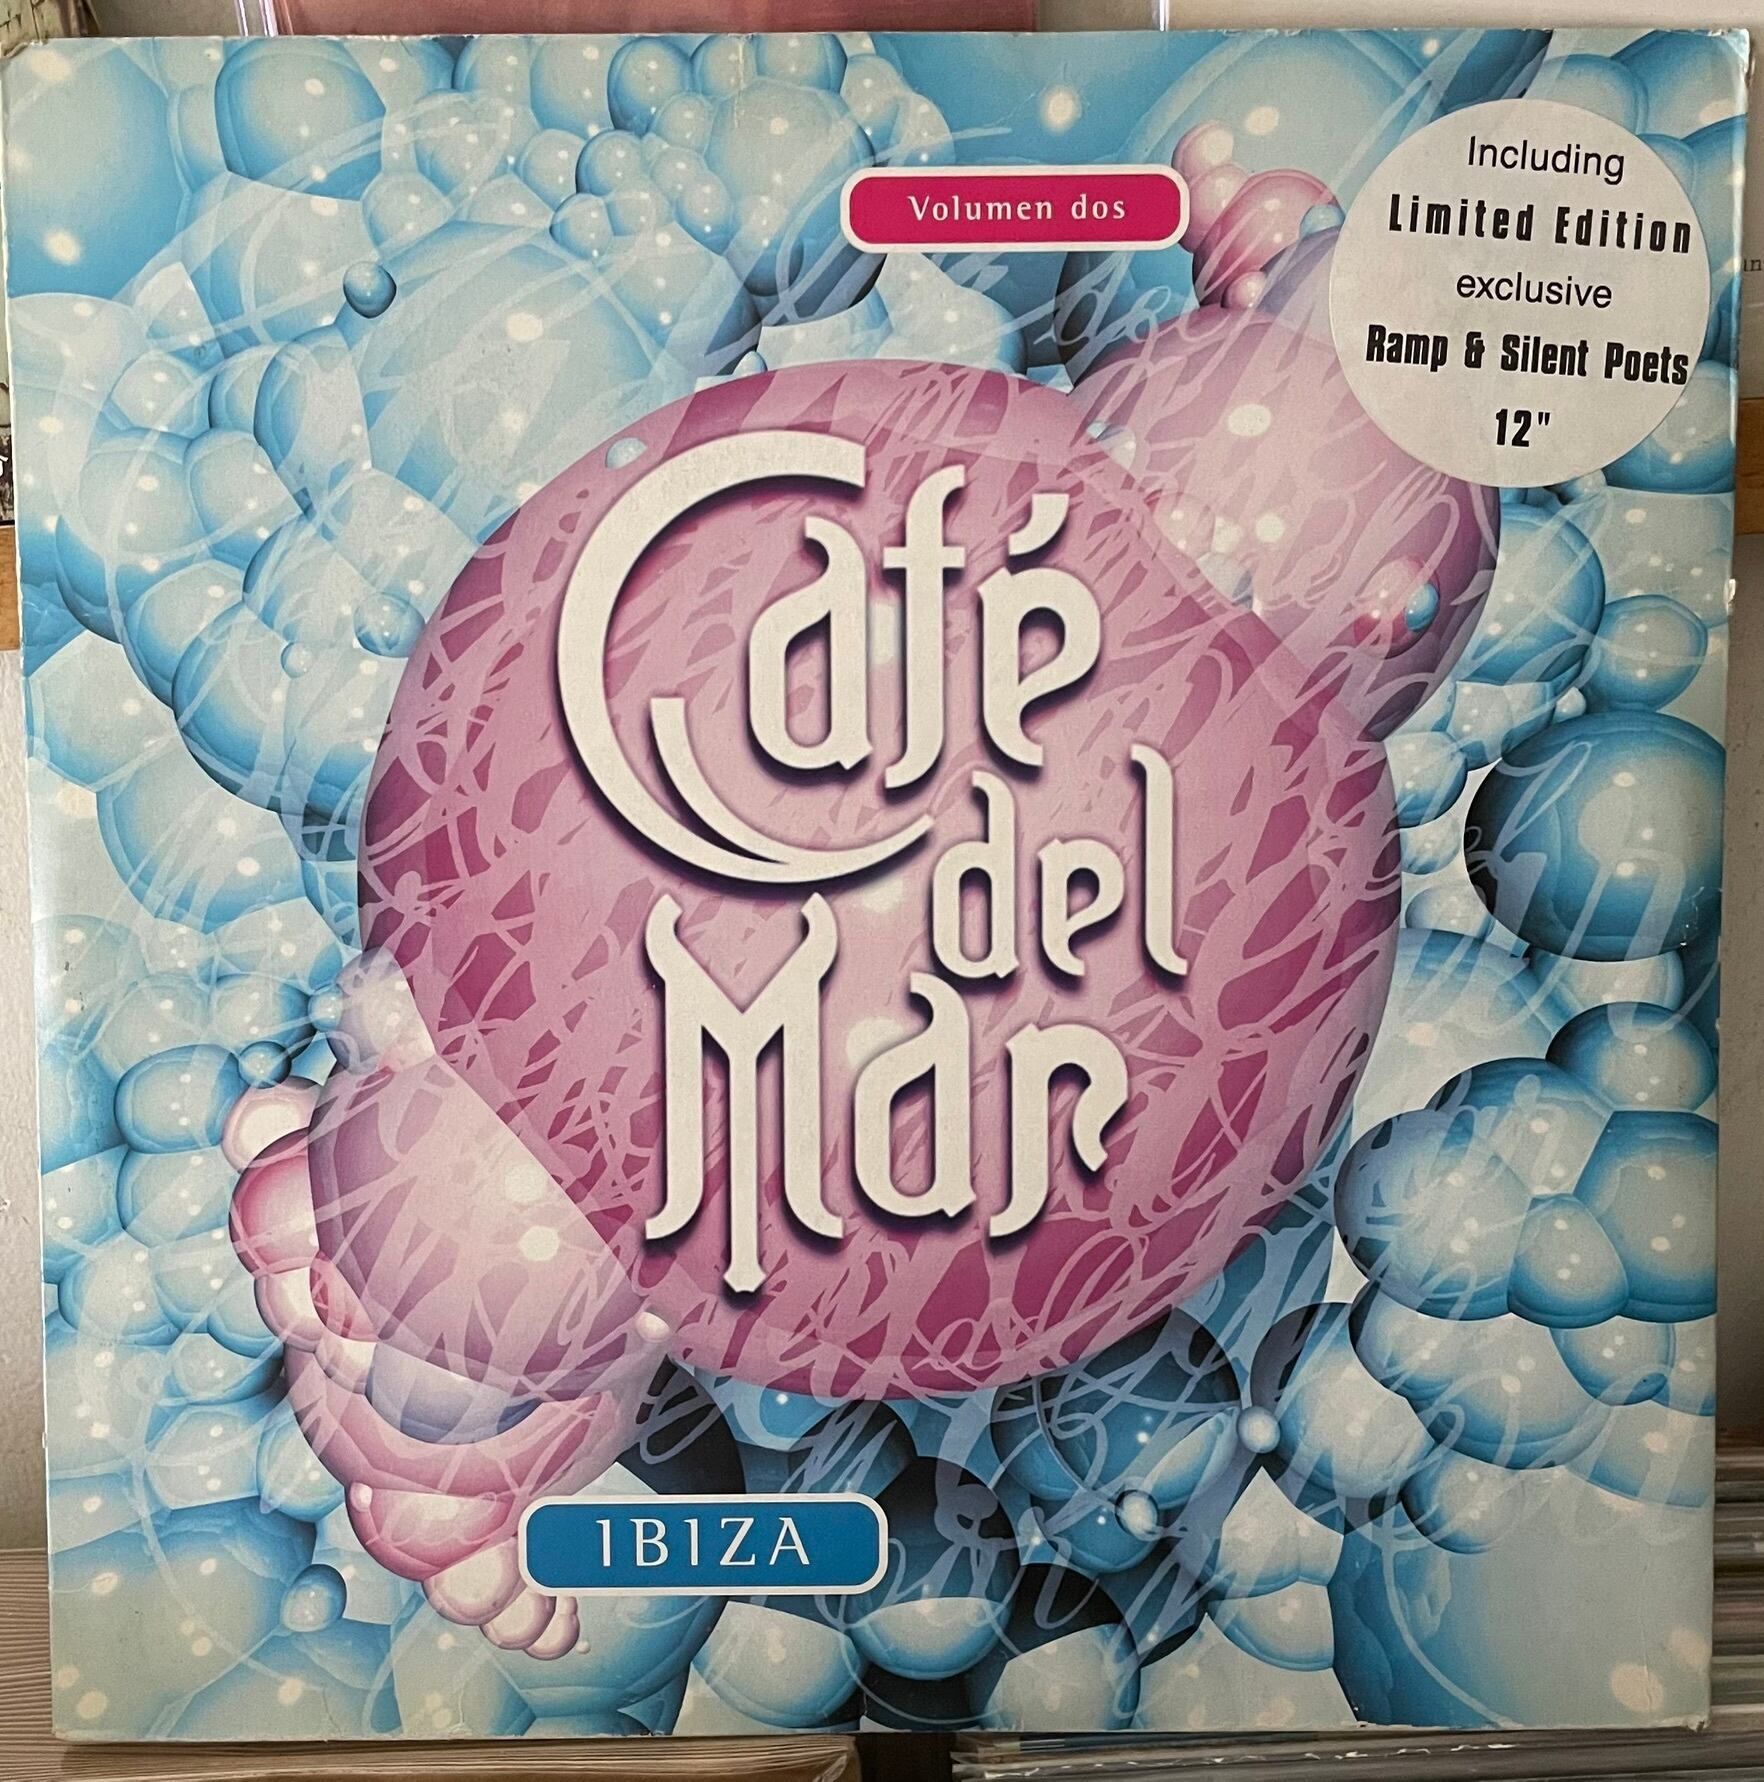 Volumen dos
Including
Limited Edition
exclusive
Ramp & Silent Poets
12"
Café
del
Mar
IBIZA